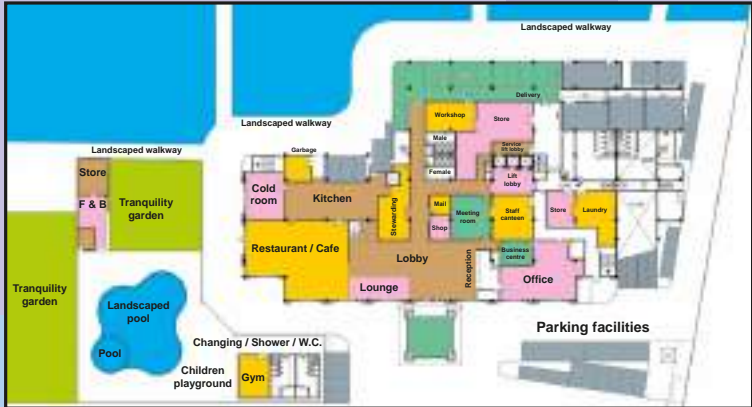 Landscaped walkway
Delivery
Landscaped walkway
Workshop
Store
Male
Service
lift lobby
Landscaped walkway
Garbage
Store
Female
Lift
lobby
Cold
room
Kitchen
F & B
Tranquility
garden
Mail
Meeting
room
Staff
canteen
Store
Laundry
Stewarding
Shop
Restaurant / Cafe
Lobby
Reception
Business
centre
Tranquility
garden
Lounge
Office
Landscaped
pool
Parking facilities
Pool
Changing / Shower / W.C.
Children
playground
Gym